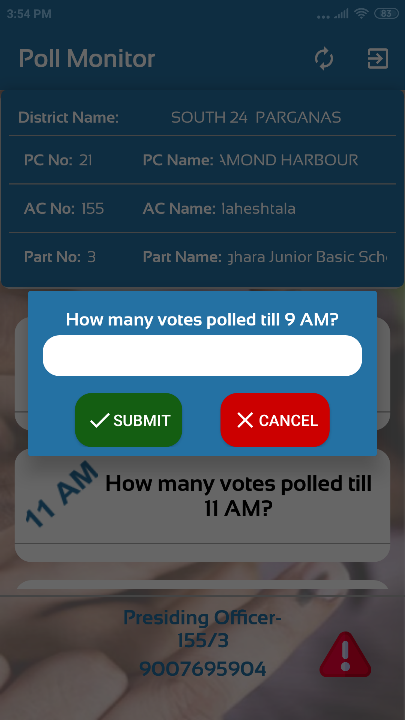 3:54 PM
83
Poll Monitor
District Name: SOUTH 24 PARGANAS
PC No: 21 PC Name: AMOND HARBOUR
AC No: 155 AC Name: laheshtala
Part No: 3 Part Name: ghara Junior Basic Sch
How many votes polled till 9 AM?
SUBMIT CANCEL
11 AM
How many votes polled till
11 AM?
Presiding Officer-
155/3
9007695904